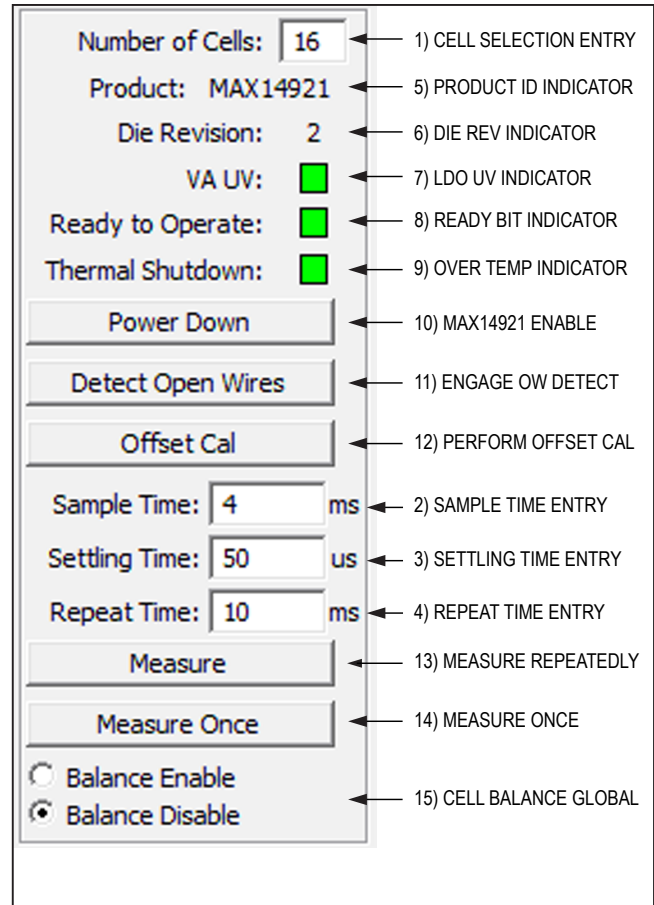 Number of Cells: 16 1) CELL SELECTION ENTRY
Product: MAX14921 5) PRODUCT ID INDICATOR
Die Revision: 2 6) DIE REV INDICATOR
VA UV: 7) LDO UV INDICATOR
Ready to Operate: 8) READY BIT INDICATOR
Thermal Shutdown: 9) OVER TEMP INDICATOR
Power Down 10) MAX14921 ENABLE
Detect Open Wires 11) ENGAGE OW DETECT
Offset Cal 12) PERFORM OFFSET CAL
Sample Time: 4 ms 2) SAMPLE TIME ENTRY
Settling Time: 50 us 3) SETTLING TIME ENTRY
Repeat Time: 10 ms 4) REPEAT TIME ENTRY
Measure 13) MEASURE REPEATEDLY
Measure Once 14) MEASURE ONCE
Balance Enable
15) CELL BALANCE GLOBAL
Balance Disable